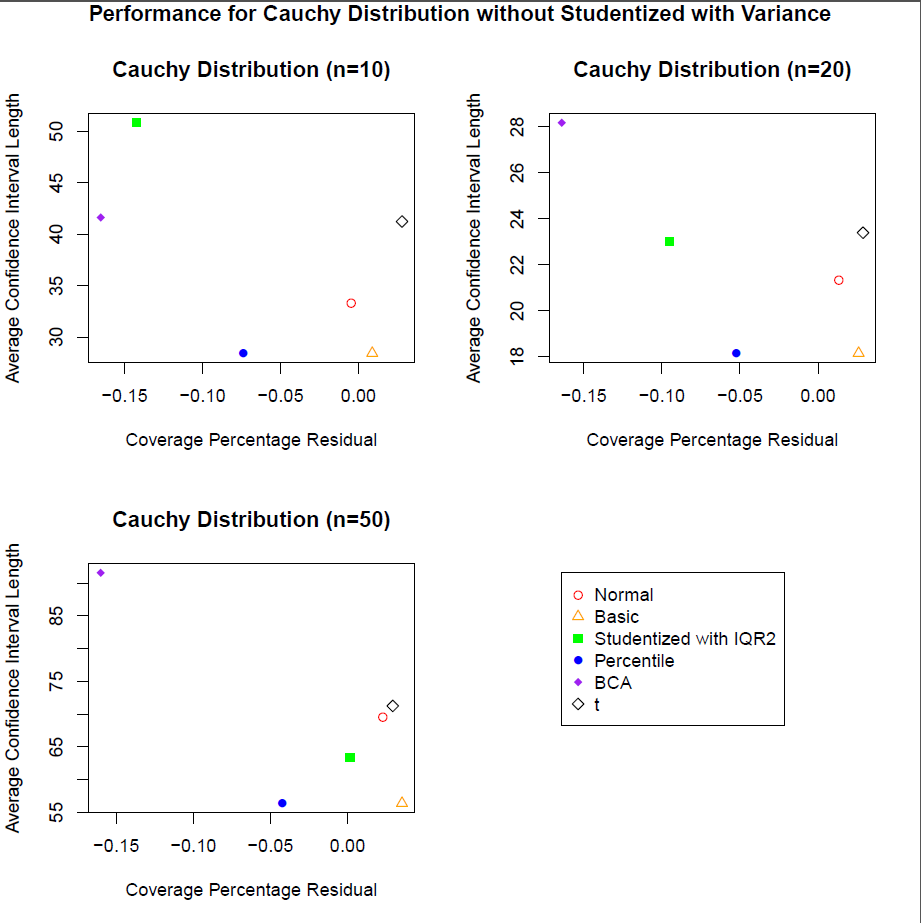 Performance for Cauchy Distribution without Studentized with Variance
Cauchy Distribution (n=10)
Average Confidence Interval Length
50
45
40
35
30
−0.15 −0.10 −0.05 0.00
Coverage Percentage Residual
Cauchy Distribution (n=20)
Average Confidence Interval Length
28
26
24
22
20
18
−0.15 −0.10 −0.05 0.00
Coverage Percentage Residual
Cauchy Distribution (n=50)
Average Confidence Interval Length
85
75
65
55
−0.15 −0.10 −0.05 0.00
Coverage Percentage Residual
Normal
Basic
Studentized with IQR2
Percentile
BCA
t